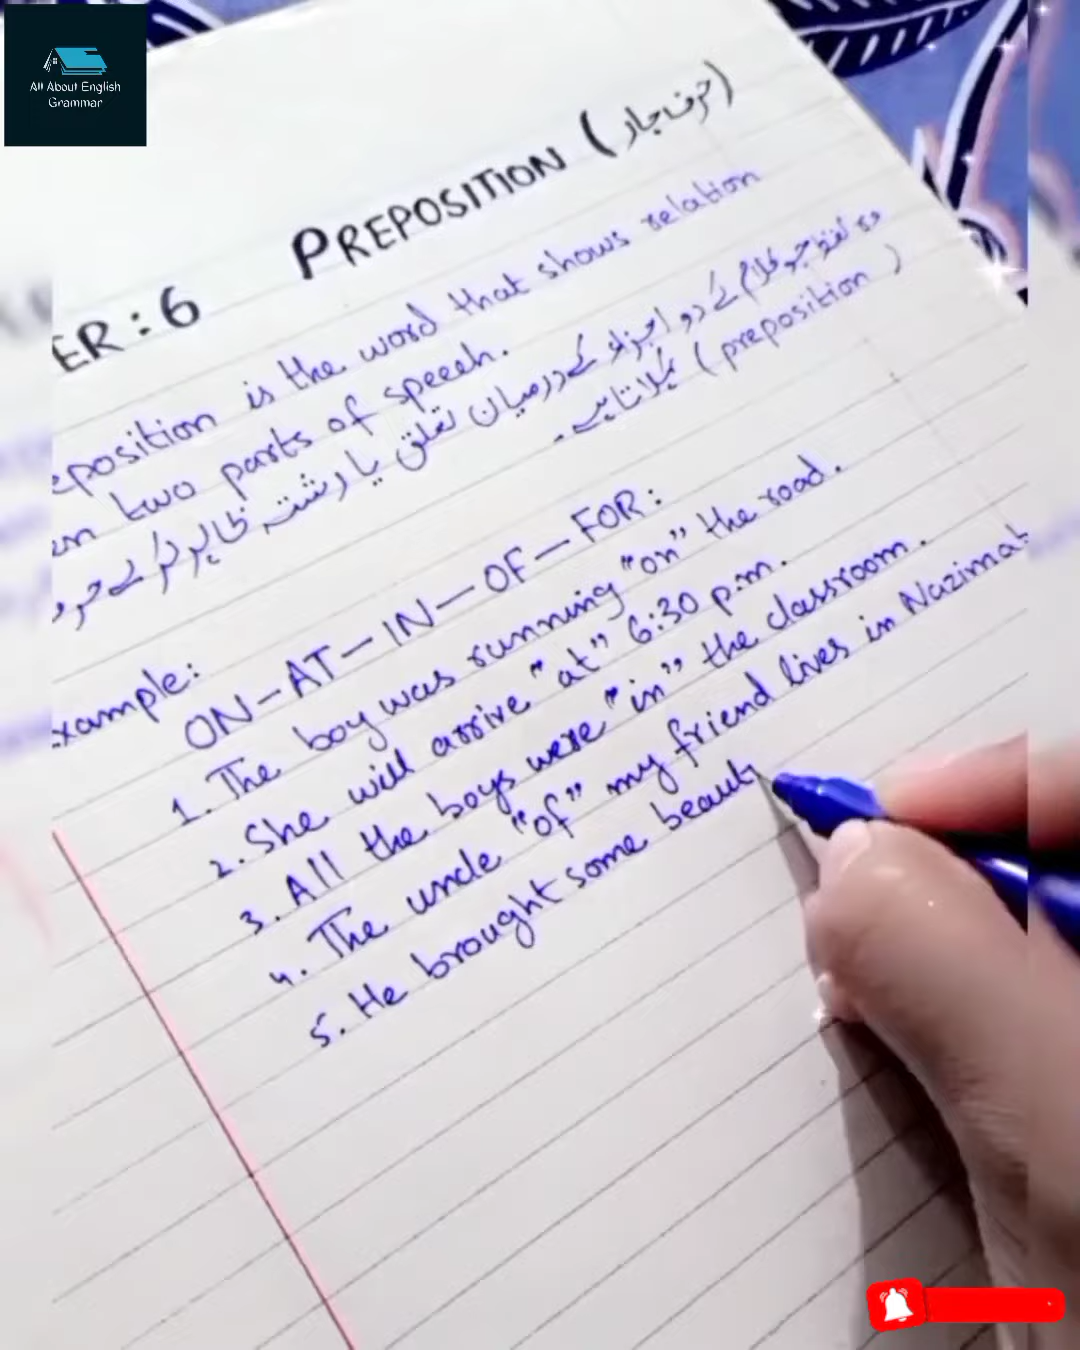 All About English
Grammar
PREPOSITION (حرف جار)
ER : 6
eposition is the word that shows relation
en two parts of speech.
وہ لفظ جو کلام کے دو اجزاء کے درمیان تعلق یا رشتہ ظاہر کرے حر
(preposition) کہلاتا ہے۔
xample:
ON—AT—IN—OF—FOR:
1. The boy was running "on" the road.
2. She will arrive "at" 6:30 p.m.
3. All the boys were "in" the classroom.
4. The uncle "of" my friend lives in Nazimab
5. He brought some beauti